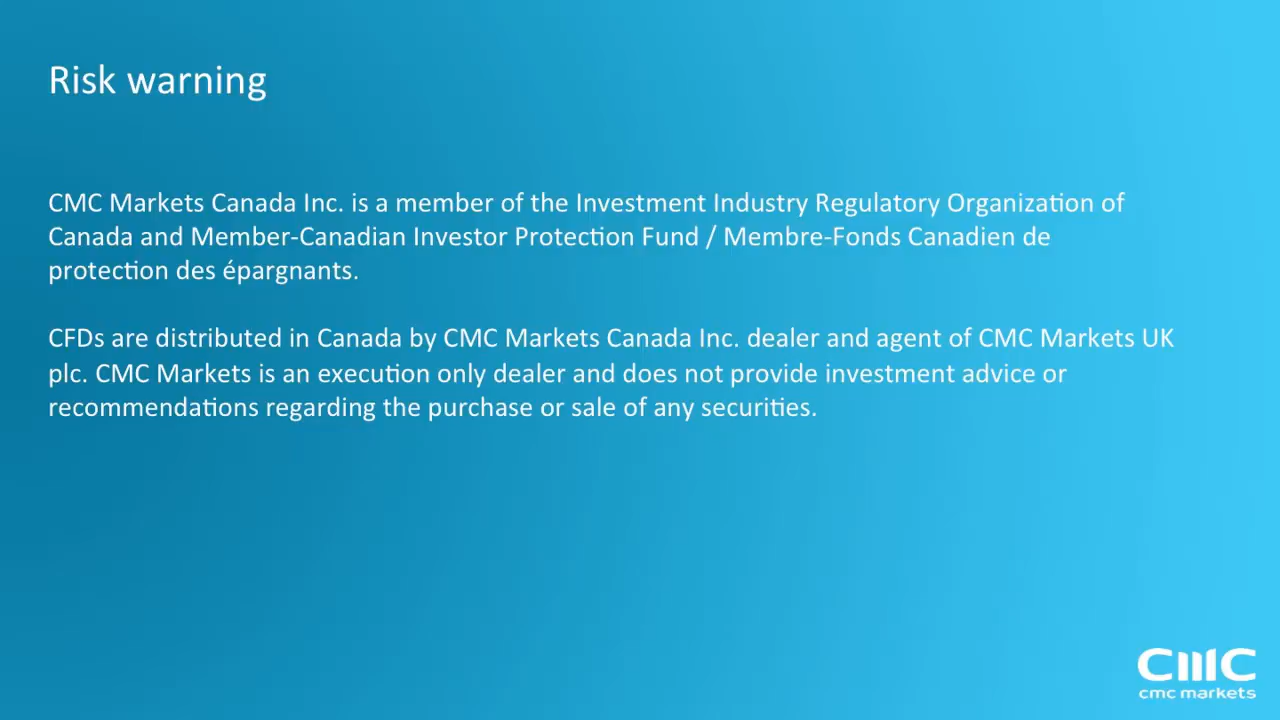 Risk warning
CMC Markets Canada Inc. is a member of the Investment Industry Regulatory Organization of
Canada and Member-Canadian Investor Protection Fund / Membre-Fonds Canadien de
protection des épargnants.
CFDs are distributed in Canada by CMC Markets Canada Inc. dealer and agent of CMC Markets UK
plc. CMC Markets is an execution only dealer and does not provide investment advice or
recommendations regarding the purchase or sale of any securities.
CMC
cmc markets